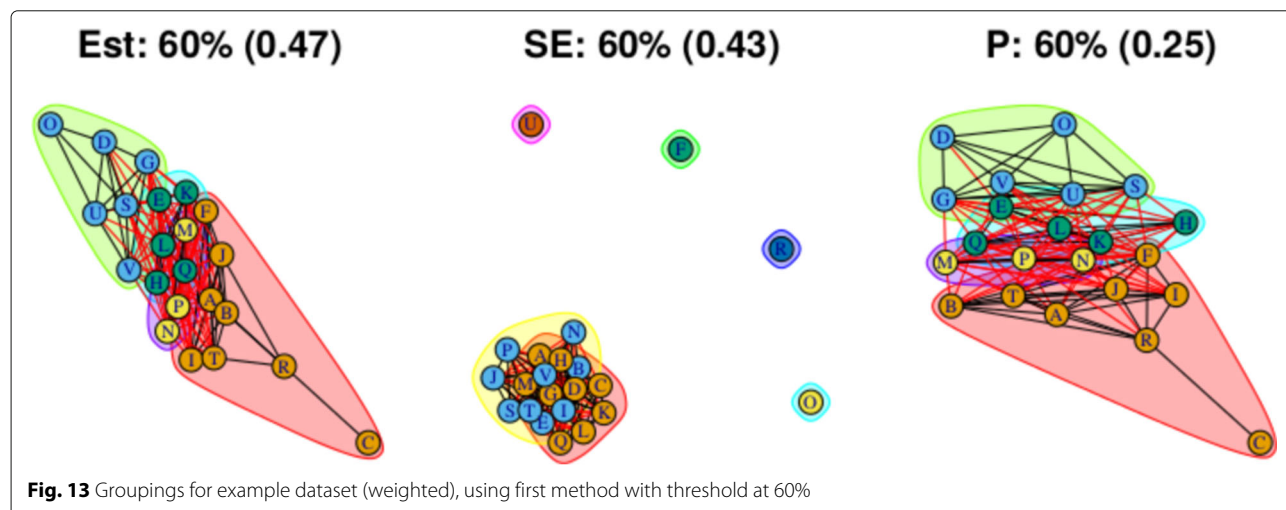 Est: 60% (0.47)
SE: 60% (0.43)
P: 60% (0.25)
O
D
G
U
S
E
K
F
M
L
J
V
H
Q
P
A
B
N
I
T
R
C
U
F
R
O
N
P
A
H
J
V
B
M
D
C
G
S
T
I
K
E
L
Q
D
O
V
S
G
U
E
H
L
Q
K
M
P
N
F
B
T
J
I
A
R
C
Fig. 13 Groupings for example dataset (weighted), using first method with threshold at 60%